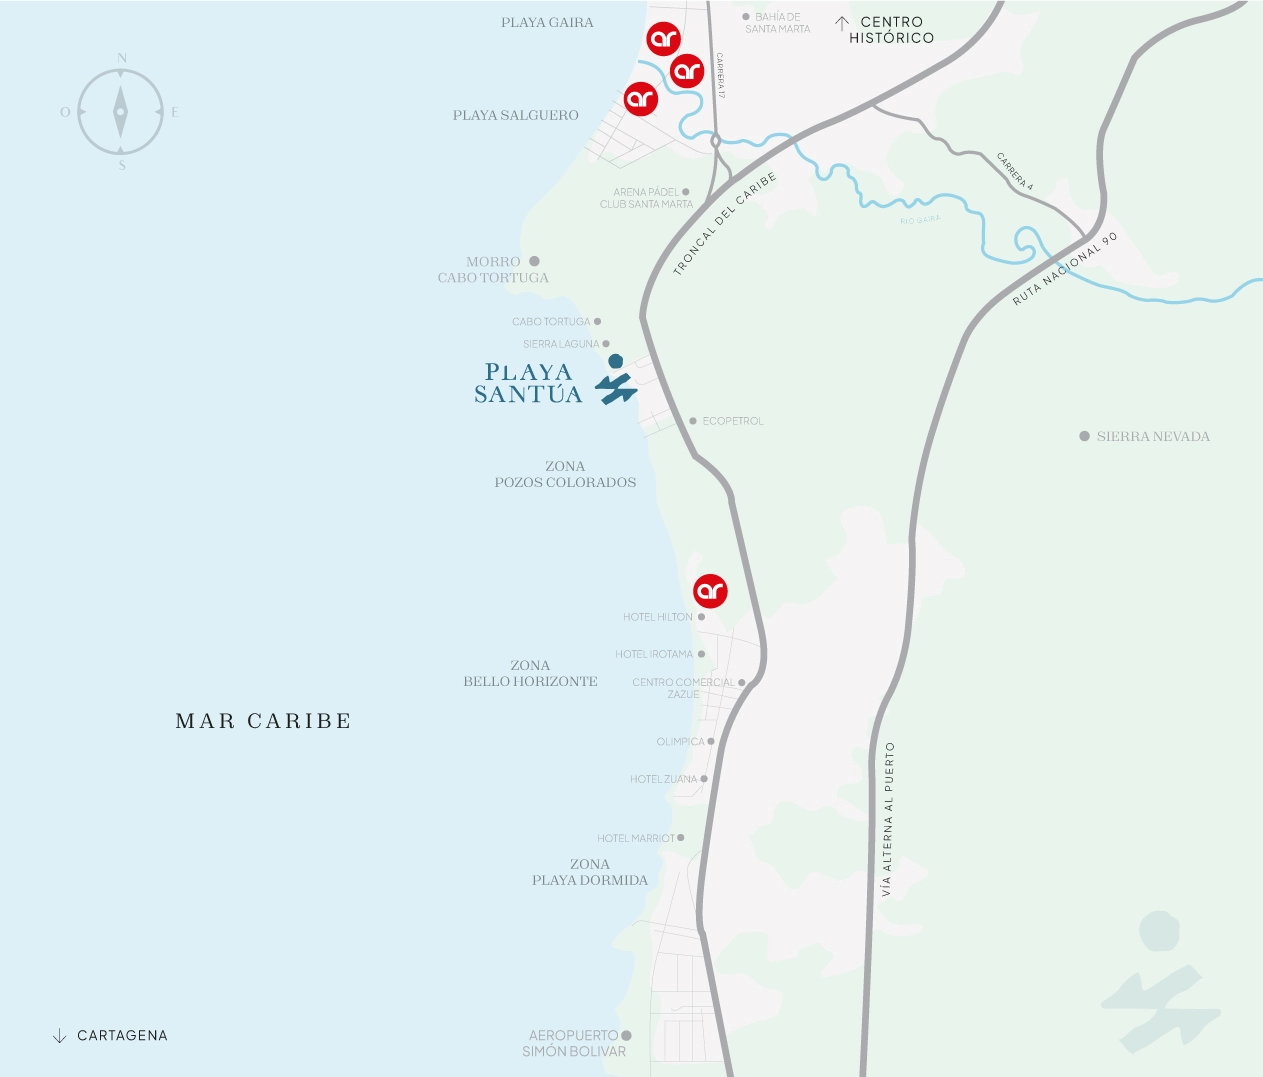 PLAYA GAIRA
BAHÍA DE
SANTA MARTA
CENTRO
HISTÓRICO
ar
ar
ar
CARRERA 17
N
O
E
S
PLAYA SALGUERO
CARRERA 4
ARENA PÁDEL
CLUB SANTA MARTA
TRONCAL DEL CARIBE
RÍO GAIRA
RUTA NACIONAL 90
MORRO
CABO TORTUGA
CABO TORTUGA
SIERRA LAGUNA
PLAYA
SANTÚA
ECOPETROL
SIERRA NEVADA
ZONA
POZOS COLORADOS
ar
HOTEL HILTON
HOTEL IROTAMA
ZONA
BELLO HORIZONTE
CENTRO COMERCIAL
ZAZUE
MAR CARIBE
OLIMPICA
HOTEL ZUANA
VÍA ALTERNA AL PUERTO
HOTEL MARRIOT
ZONA
PLAYA DORMIDA
CARTAGENA
AEROPUERTO
SIMÓN BOLIVAR